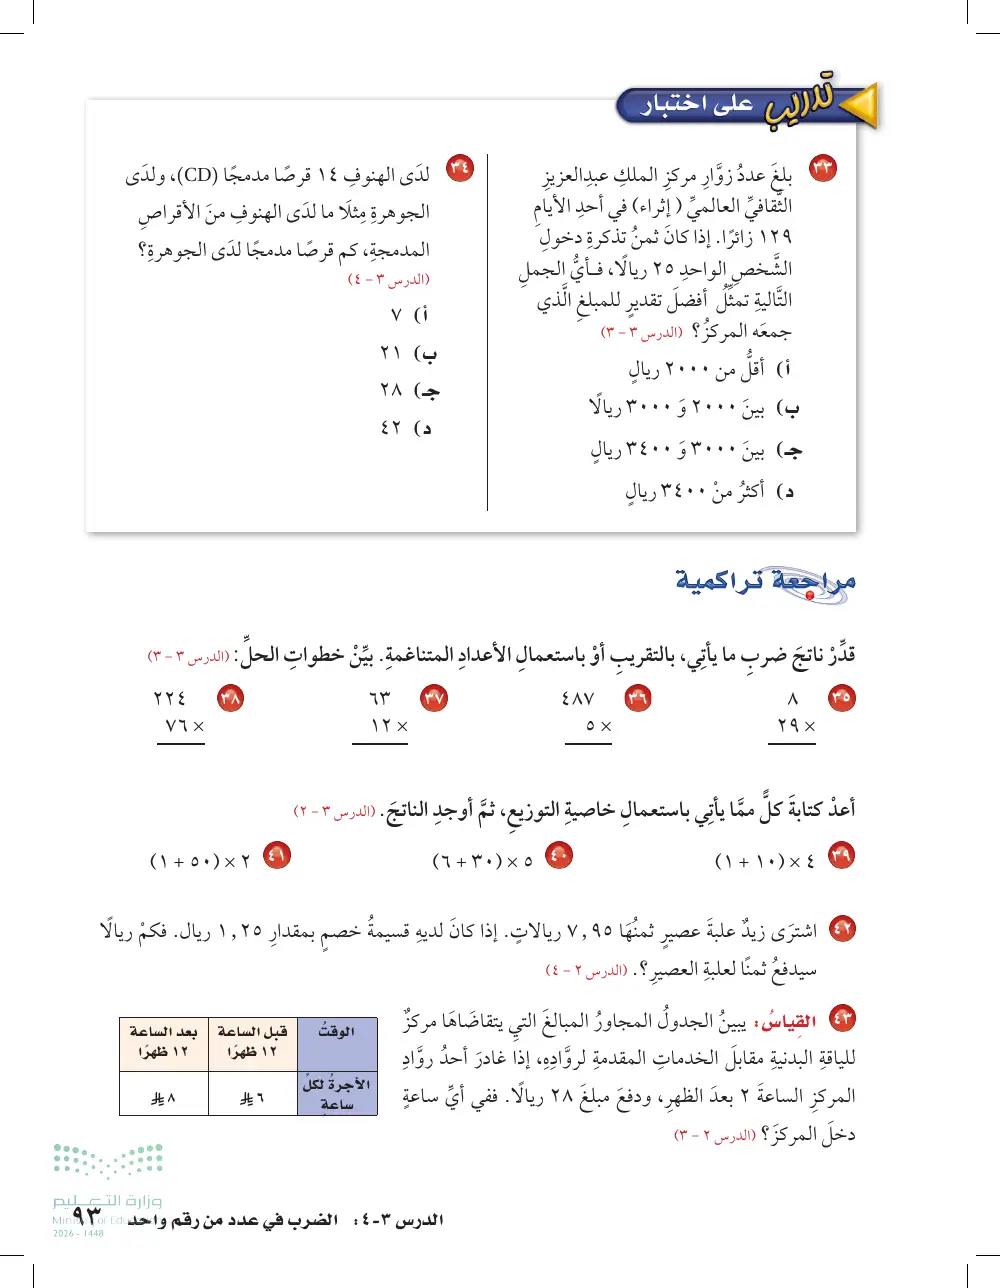 تدريب على اختبار
٣٣ بلغَ عددُ زوَّارِ مركزِ الملكِ عبدِالعزيزِ
الثَّقافيِّ العالميِّ ( إثراء) في أحدِ الأيامِ
١٢٩ زائرًا. إذا كانَ ثمنُ تذكرةِ دخولِ
الشَّخصِ الواحدِ ٢٥ ريالًا، فـأيُّ الجملِ
التَّاليةِ تمثِّلُ أفضلَ تقديرٍ للمبلغِ الَّذي
جمعَه المركزُ؟ (الدرس ٣ – ٣)
أ) أقلُّ من ٢٠٠٠ ريالٍ
ب) بينَ ٢٠٠٠ وَ ٣٠٠٠ ريالًا
جـ) بينَ ٣٠٠٠ وَ ٣٤٠٠ ريالٍ
د) أكثرُ منْ ٣٤٠٠ ريالٍ
٣٤ لدَى الهنوفِ ١٤ قرصًا مدمجًا (CD)، ولدَى
الجوهرةِ مِثلَا ما لدَى الهنوفِ منَ الأقراصِ
المدمجةِ، كم قرصًا مدمجًا لدَى الجوهرةِ؟
(الدرس ٣ – ٤)
أ) ٧
ب) ٢١
جـ) ٢٨
د) ٤٢
مراجعة تراكمية
قدِّرْ ناتجَ ضربِ ما يأتِي، بالتقريبِ أوْ باستعمالِ الأعدادِ المتناغمةِ. بيِّنْ خطواتِ الحلِّ: (الدرس ٣ – ٣)
٣٥ ٨ ٣٦ ٤٨٧ ٣٧ ٦٣ ٣٨ ٢٢٤
× ٢٩ × ٥ × ١٢ × ٧٦
أعدْ كتابةَ كلٍّ ممَّا يأتِي باستعمالِ خاصيةِ التوزيعِ، ثمَّ أوجدِ الناتجَ. (الدرس ٣ – ٢)
٣٩ ٤ × (١٠ + ١) ٤٠ ٥ × (٣٠ + ٦) ٤١ ٢ × (٥٠ + ١)
٤٢ اشترَى زيدٌ علبةَ عصيرٍ ثمنُهَا ٧,٩٥ ريالاتٍ. إذا كانَ لديهِ قسيمةُ خصمٍ بمقدارِ ١,٢٥ ريال. فكمْ ريالًا
سيدفعُ ثمنًا لعلبةِ العصيرِ؟. (الدرس ٢ – ٤)
٤٣ القِياسُ: يبينُ الجدولُ المجاورُ المبالغَ التي يتقاضَاهَا مركزٌ
للياقةِ البدنيةِ مقابلَ الخدماتِ المقدمةِ لروَّادِهِ، إذا غادرَ أحدُ روَّادِ
المركزِ الساعةَ ٢ بعدَ الظهرِ، ودفعَ مبلغَ ٢٨ ريالًا. ففي أيِّ ساعةٍ
دخلَ المركزَ؟ (الدرس ٢ – ٣)
الوقتُ قبل الساعة ١٢ ظهرًا بعد الساعة ١٢ ظهرًا
الأجرةُ لكلِّ ساعةٍ ٦ ⃁ ٨ ⃁
وزارة التعليم
Ministry of Education
2026 - 1448
الدرس ٣-٤: الضرب في عدد من رقم واحد ٩٣